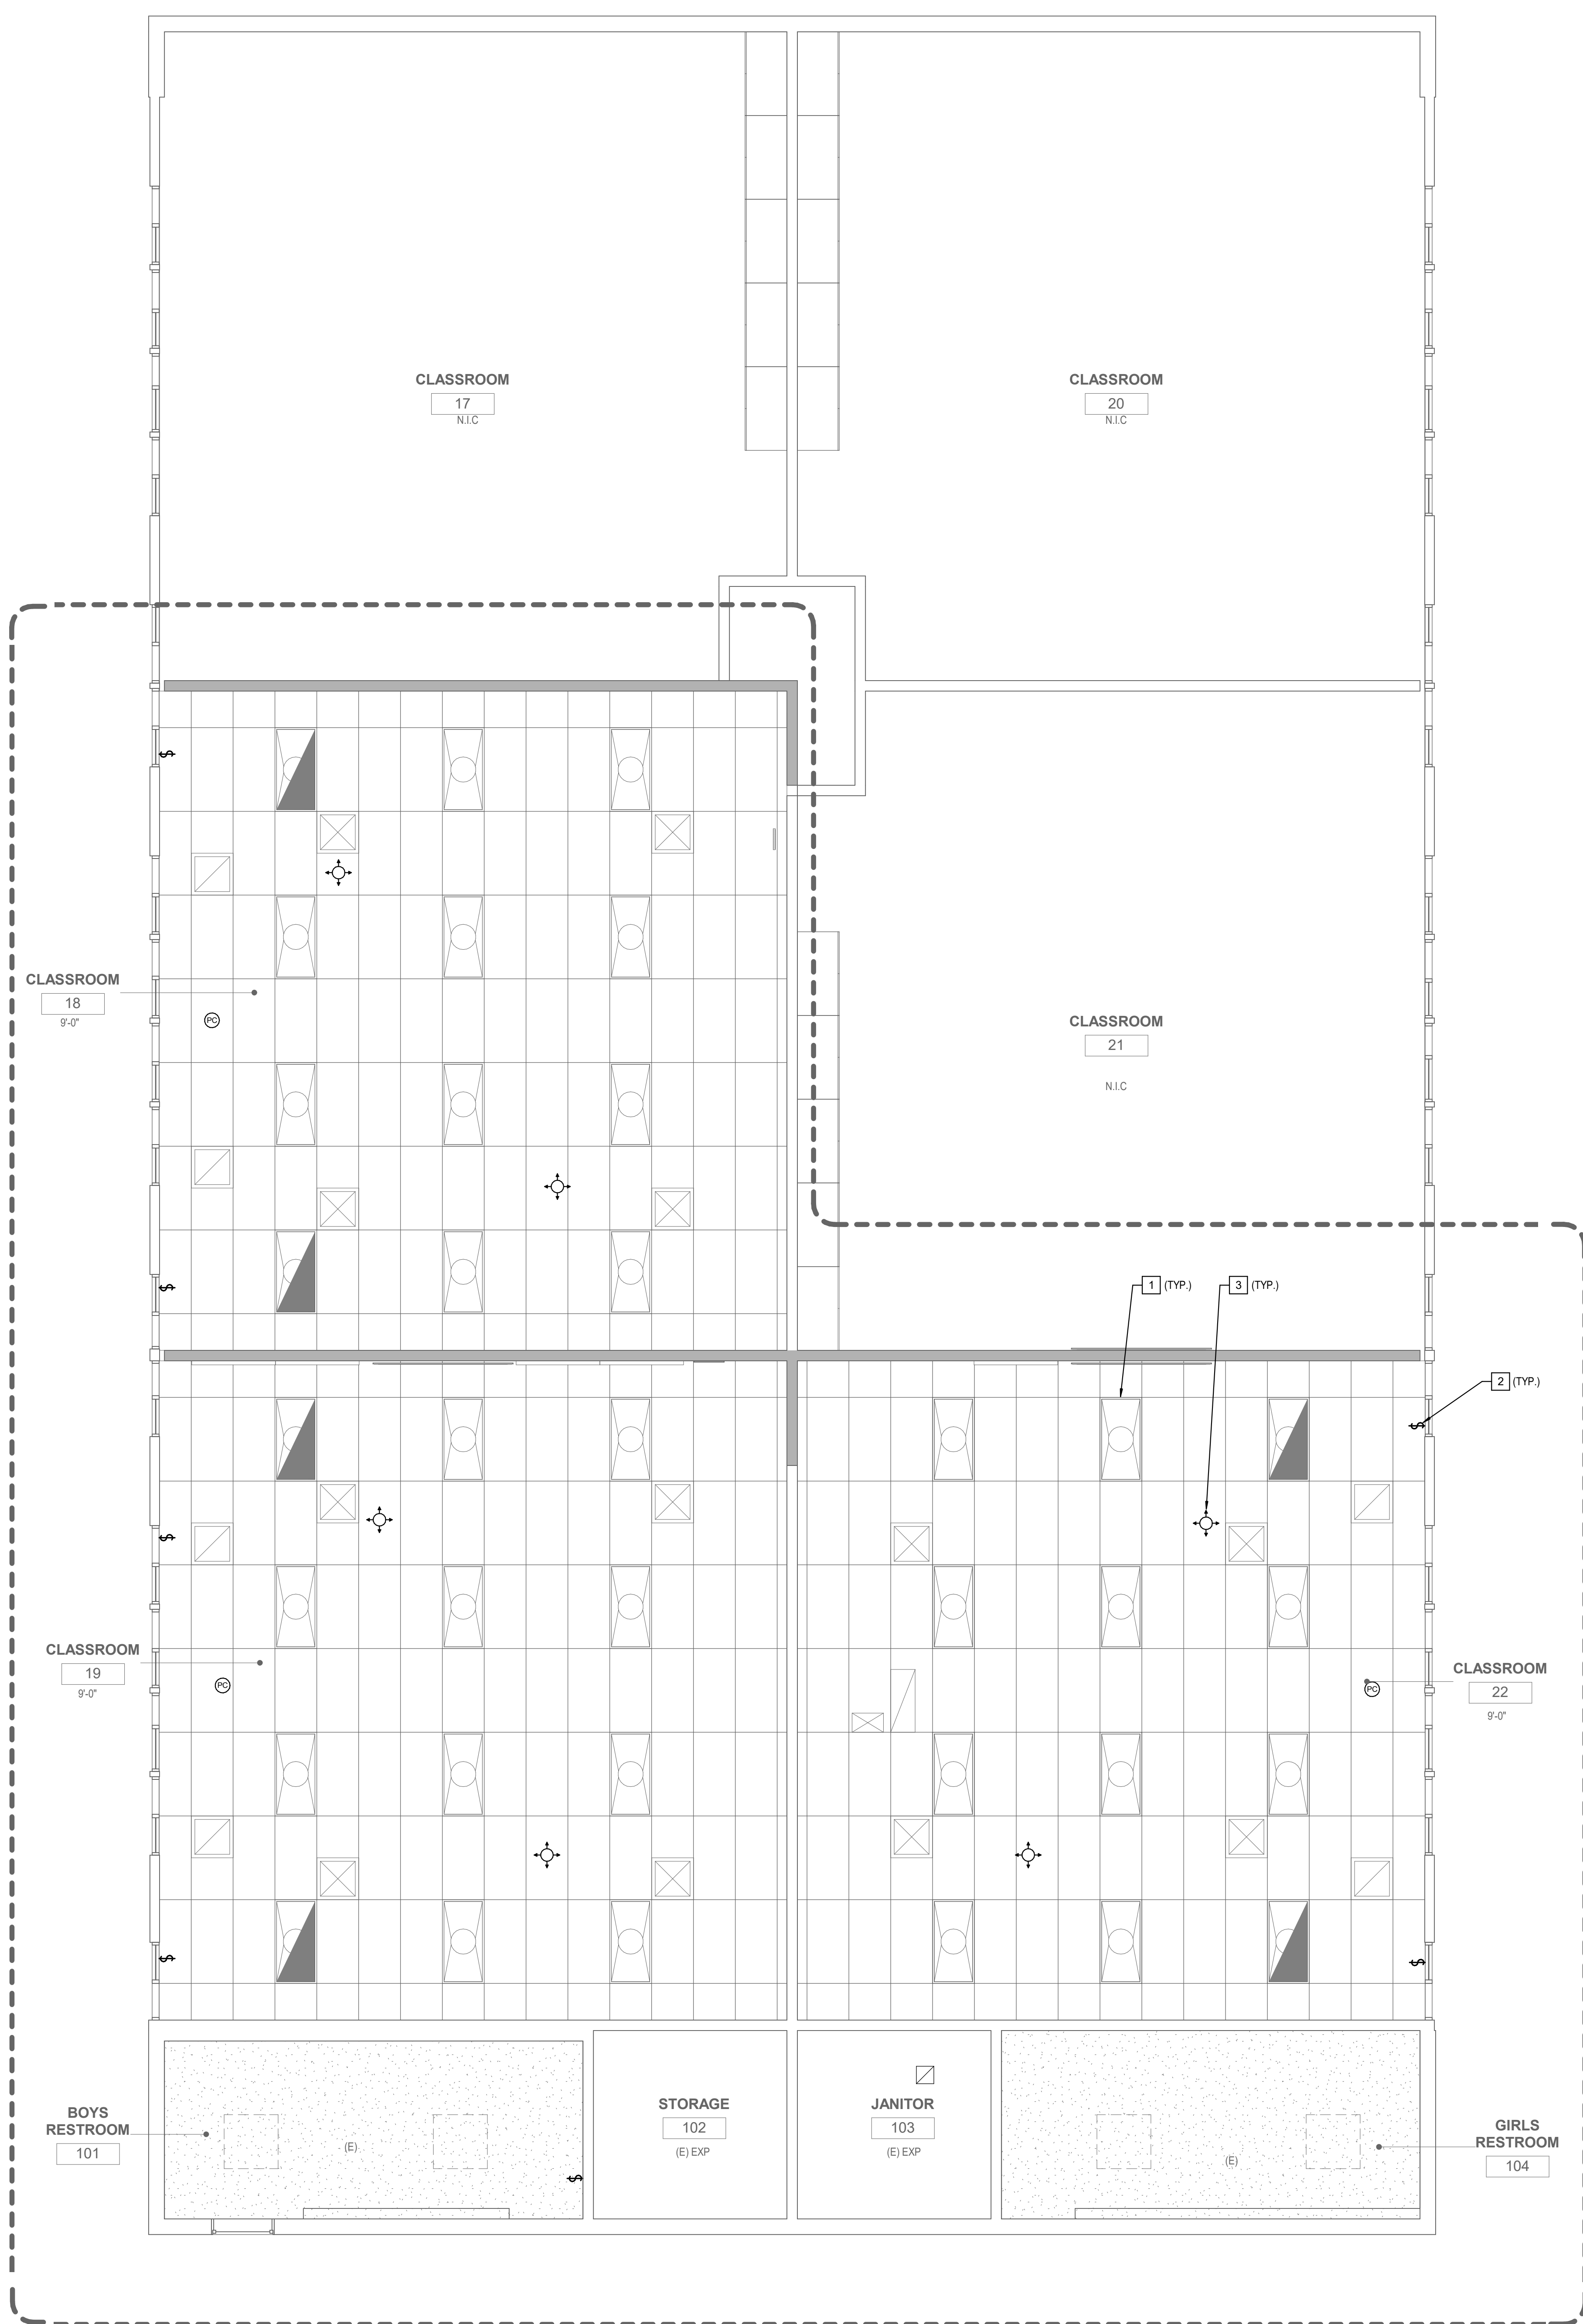 CLASSROOM
17
N.I.C
CLASSROOM
20
N.I.C
CLASSROOM
18
9'-0"
PC
CLASSROOM
21
N.I.C
1 (TYP.)
3 (TYP.)
2 (TYP.)
$
$
$
$
CLASSROOM
19
9'-0"
PC
CLASSROOM
22
9'-0"
PC
$
$
BOYS
RESTROOM
101
(E)
$
STORAGE
102
(E) EXP
JANITOR
103
(E) EXP
(E)
GIRLS
RESTROOM
104